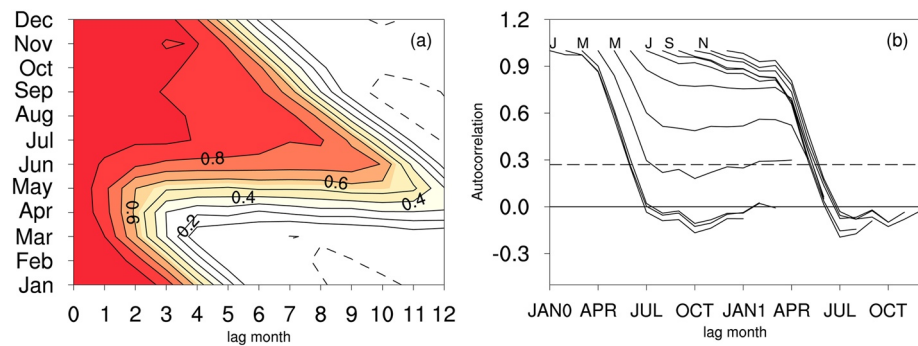 Dec
Nov
Oct
Sep
Aug
Jul
Jun
May
Apr
Mar
Feb
Jan
(a)
0.8
0.6
0.4
0.6
0.4
0.2
0 1 2 3 4 5 6 7 8 9 10 11 12
lag month
1.2
0.9
0.6
0.3
0.0
-0.3
Autocorrelation
J M M J S N
(b)
JAN0 APR JUL OCT JAN1 APR JUL OCT
lag month